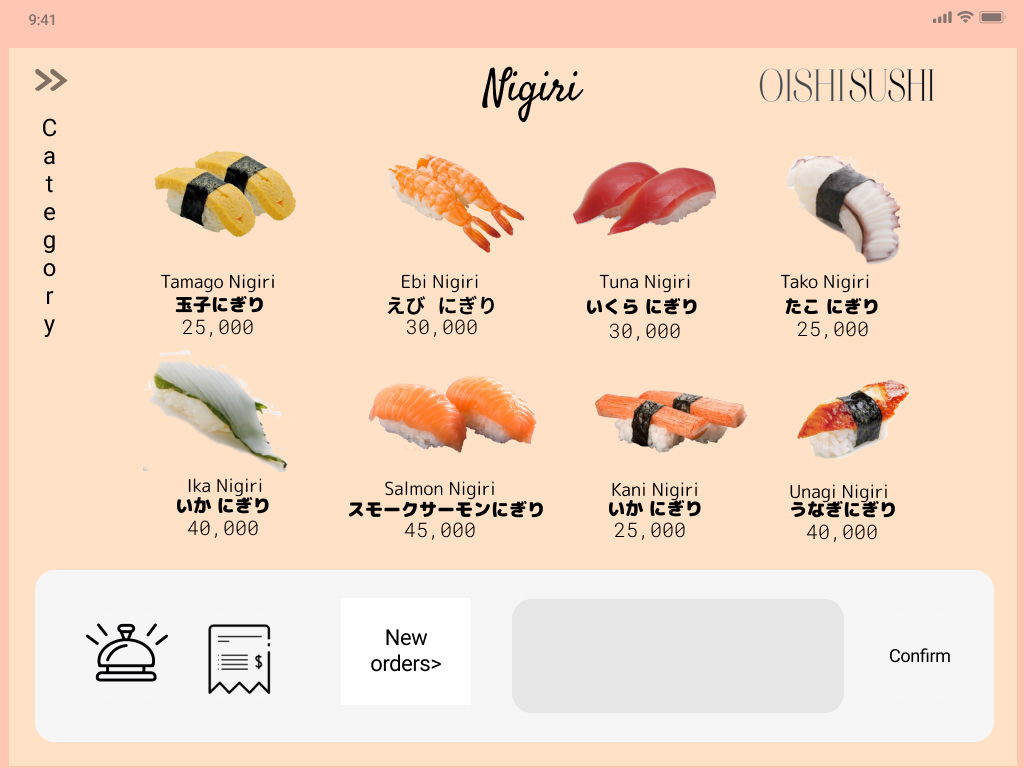 9:41
Nigiri
OISHI SUSHI
Category
Tamago Nigiri
玉子にぎり
25,000
Ebi Nigiri
えび にぎり
30,000
Tuna Nigiri
いくら にぎり
30,000
Tako Nigiri
たこ にぎり
25,000
Ika Nigiri
いか にぎり
40,000
Salmon Nigiri
スモークサーモンにぎり
45,000
Kani Nigiri
いか にぎり
25,000
Unagi Nigiri
うなぎにぎり
40,000
$
New
orders>
Confirm